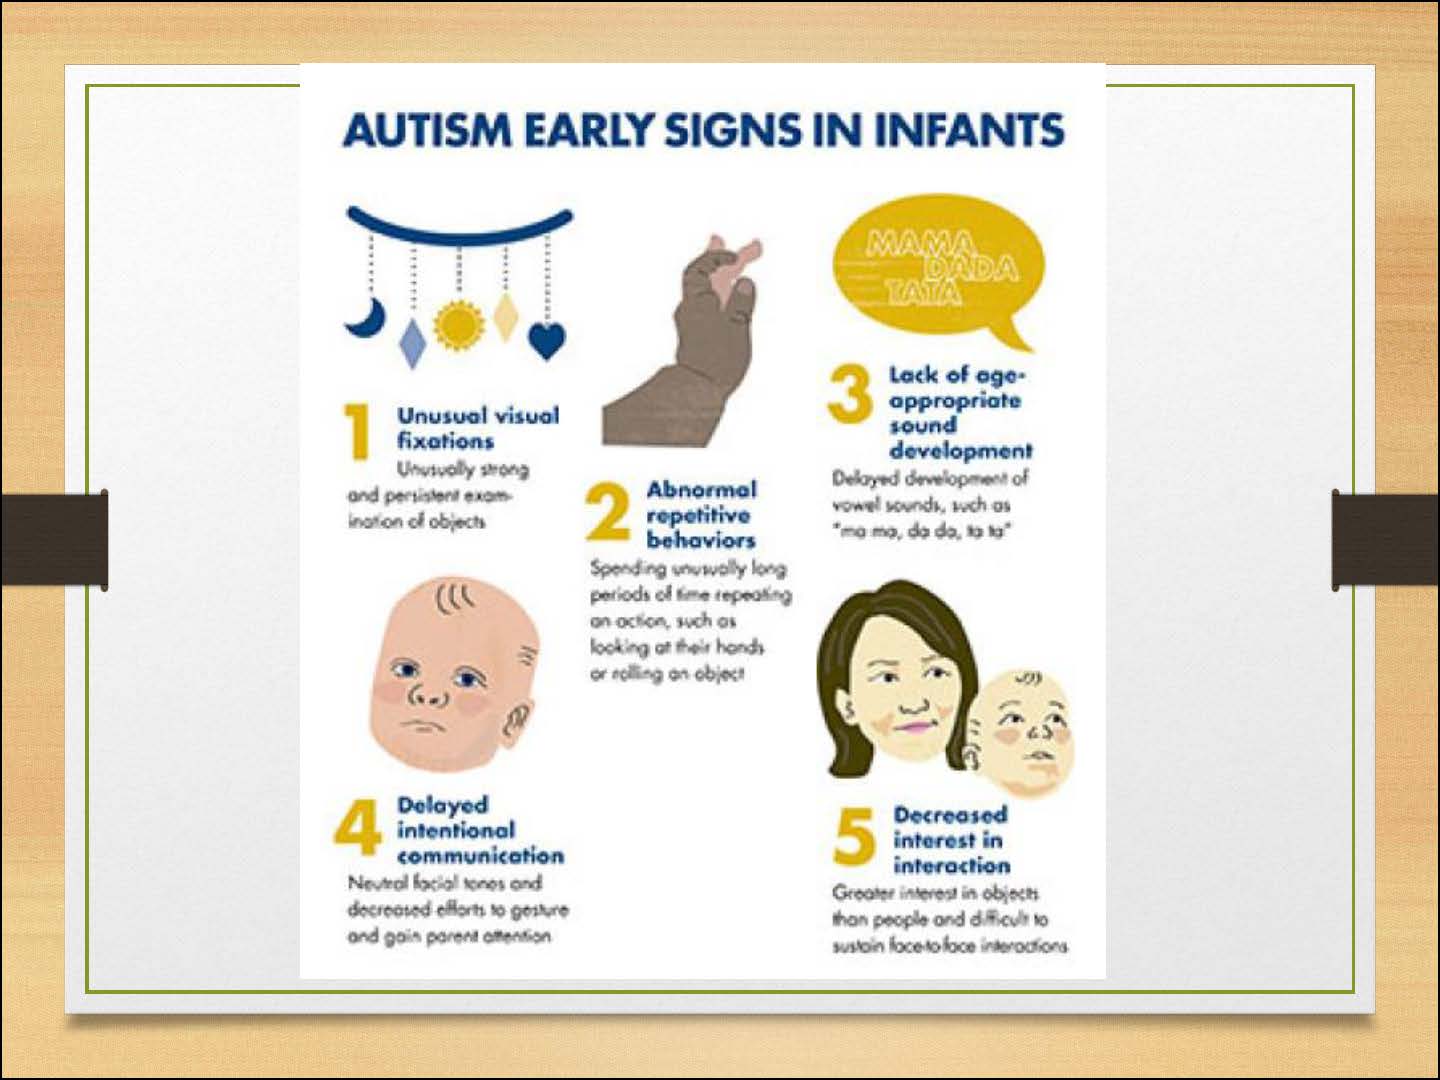 AUTISM EARLY SIGNS IN INFANTS
MAMA
DADA
TATA
1 Unusual visual
fixations
Unusually strong
and persistent exam-
ination of objects
2 Abnormal
repetitive
behaviors
Spending unusually long
periods of time repeating
an action, such as
looking at their hands
or rolling an object
3 Lack of age-
appropriate
sound
development
Delayed development of
vowel sounds, such as
"ma ma, da da, ta ta"
4 Delayed
intentional
communication
Neutral facial tones and
decreased efforts to gesture
and gain parent attention
5 Decreased
interest in
interaction
Greater interest in objects
than people and difficult to
sustain face-to-face interactions